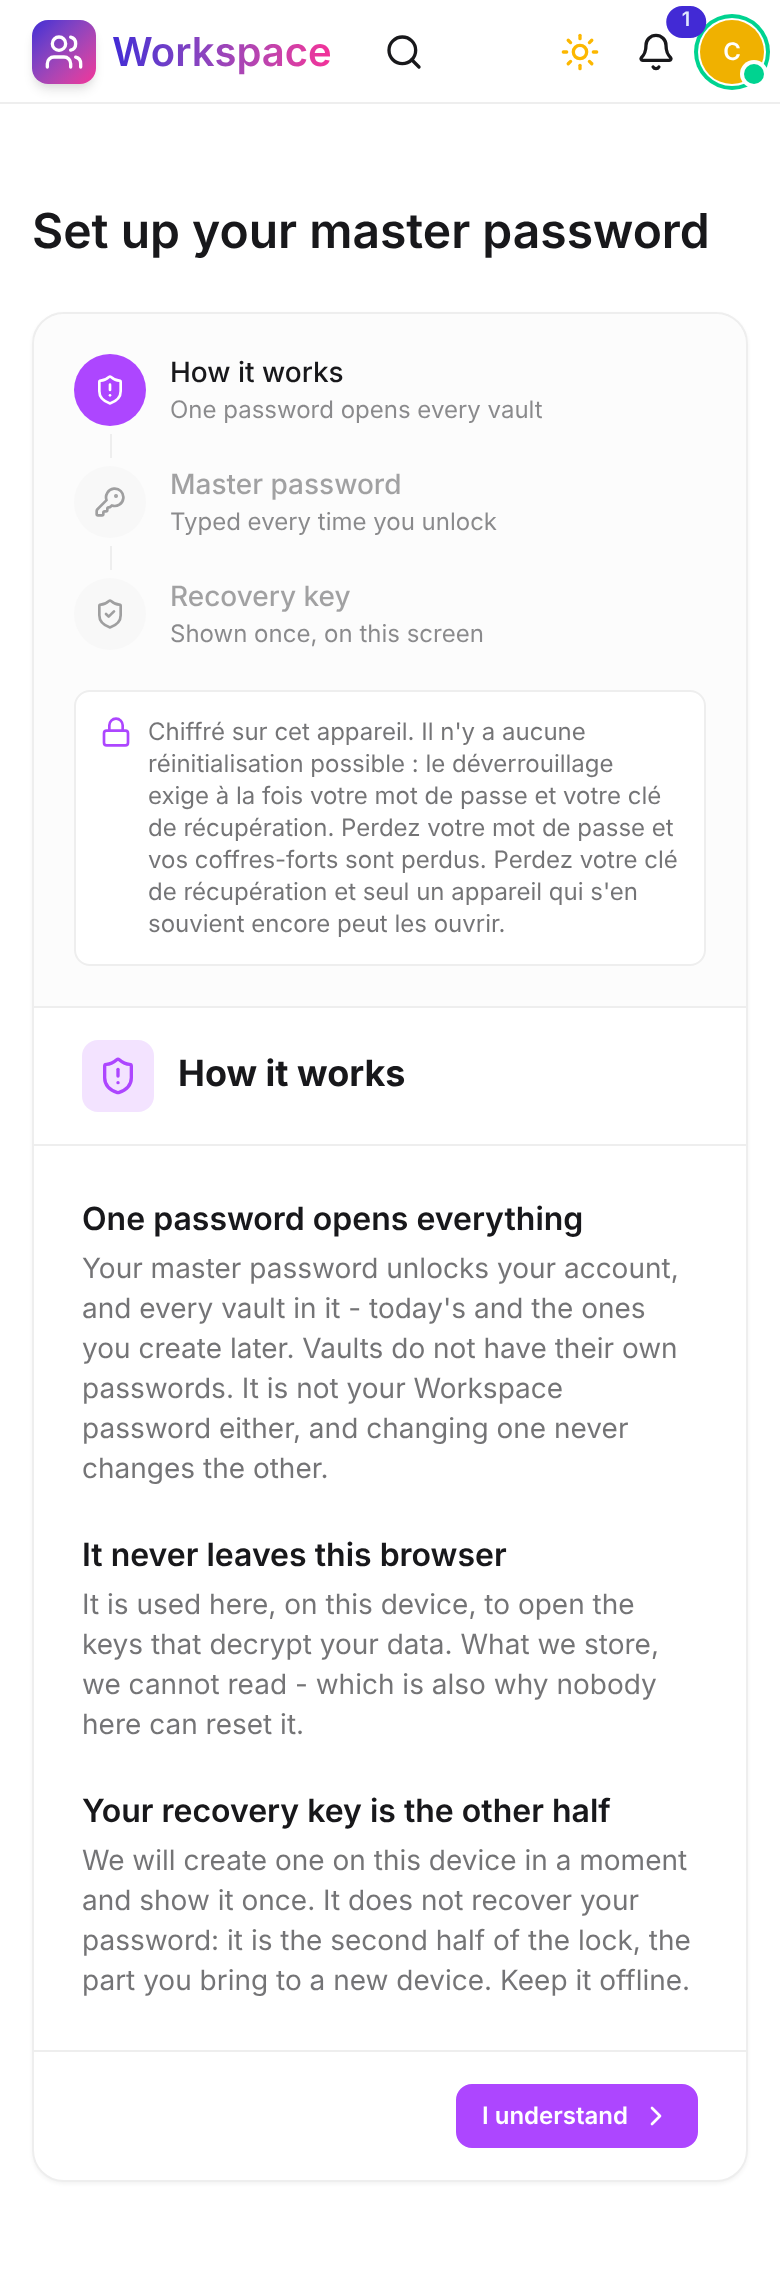 Workspace
1
C
Set up your master password
How it works
One password opens every vault
Master password
Typed every time you unlock
Recovery key
Shown once, on this screen
Chiffré sur cet appareil. Il n'y a aucune
réinitialisation possible : le déverrouillage
exige à la fois votre mot de passe et votre clé
de récupération. Perdez votre mot de passe et
vos coffres-forts sont perdus. Perdez votre clé
de récupération et seul un appareil qui s'en
souvient encore peut les ouvrir.
How it works
One password opens everything
Your master password unlocks your account,
and every vault in it - today's and the ones
you create later. Vaults do not have their own
passwords. It is not your Workspace
password either, and changing one never
changes the other.
It never leaves this browser
It is used here, on this device, to open the
keys that decrypt your data. What we store,
we cannot read - which is also why nobody
here can reset it.
Your recovery key is the other half
We will create one on this device in a moment
and show it once. It does not recover your
password: it is the second half of the lock, the
part you bring to a new device. Keep it offline.
I understand